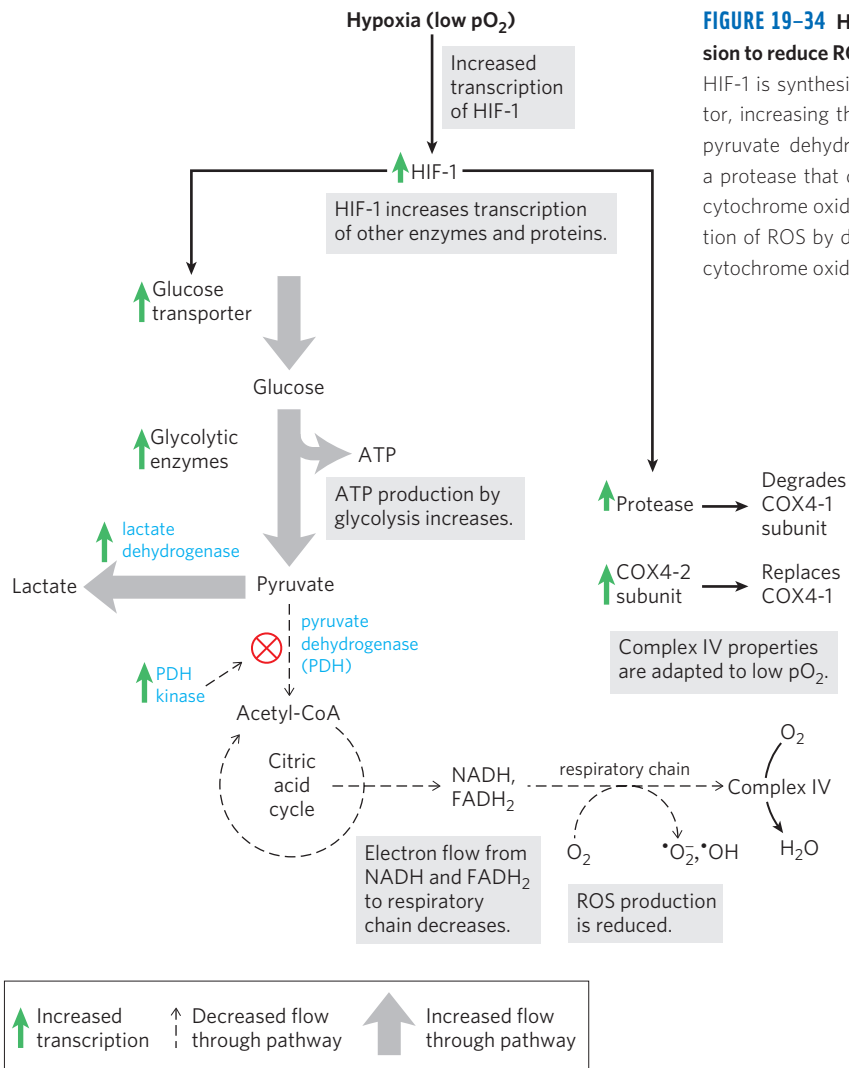 Hypoxia (low pO₂)
Increased
transcription
of HIF-1
HIF-1
HIF-1 increases transcription
of other enzymes and proteins.
Glucose
transporter
Glucose
Glycolytic
enzymes
ATP
ATP production by
glycolysis increases.
lactate
dehydrogenase
Lactate
Pyruvate
pyruvate
dehydrogenase
(PDH)
PDH
kinase
Acetyl-CoA
Citric
acid
cycle
NADH,
FADH₂
Electron flow from
NADH and FADH₂
to respiratory
chain decreases.
respiratory chain
O₂
•O₂⁻, •OH
ROS production
is reduced.
Protease
Degrades
COX4-1
subunit
COX4-2
subunit
Replaces
COX4-1
Complex IV properties
are adapted to low pO₂.
O₂
Complex IV
H₂O
Increased
transcription
Decreased flow
through pathway
Increased flow
through pathway
FIGURE 19–34 H
sion to reduce RO
HIF-1 is synthesi
tor, increasing th
pyruvate dehydr
a protease that
cytochrome oxid
tion of ROS by d
cytochrome oxid